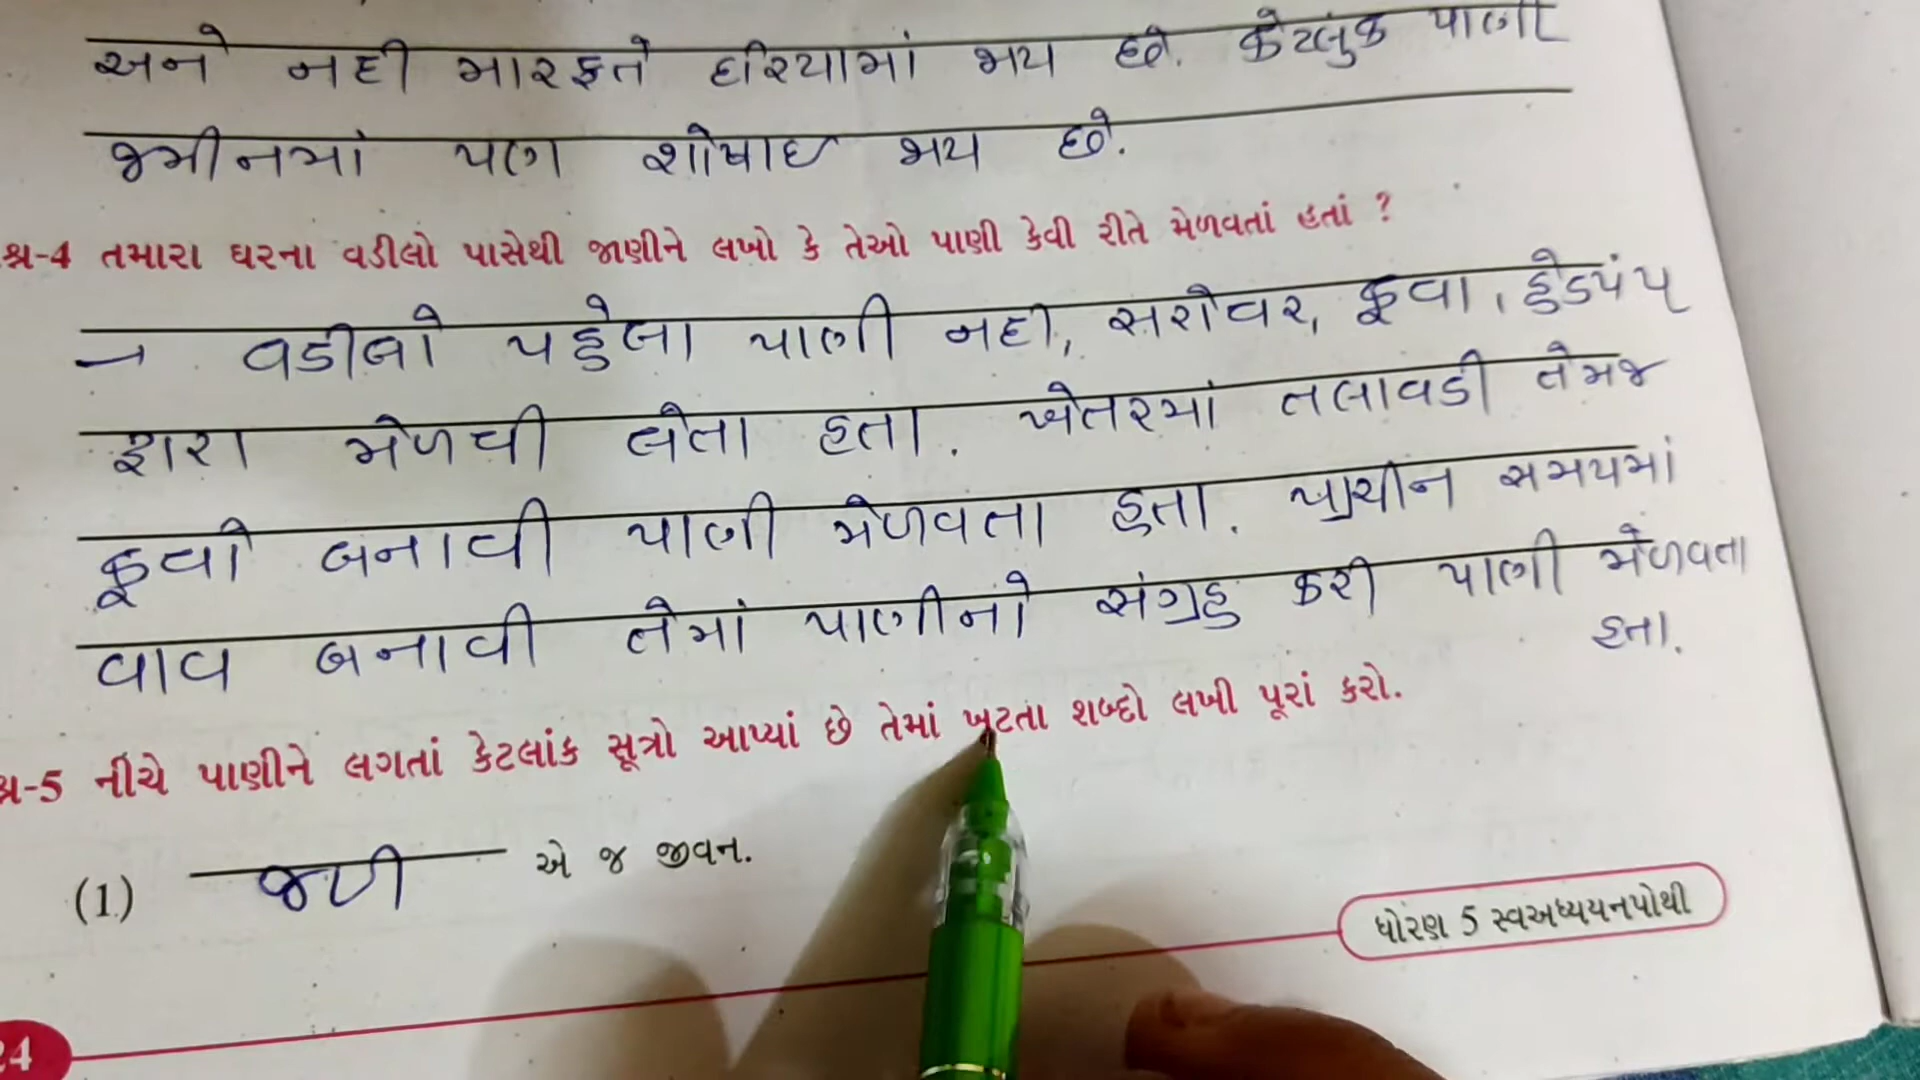 અને નદી મારફતે દરિયામાં જાય છે. કેટલુંક પાણી
જમીનમાં પણ શોષાઈ જાય છે.
પ્ર-4 તમારા ઘરના વડીલો પાસેથી જાણીને લખો કે તેઓ પાણી કેવી રીતે મેળવતાં હતાં ?
→ વડીલો પહેલા પાણી નદી, સરોવર, કૂવા, હેડપંપ
દ્વારા મેળવી લેતા હતા. ખેતરમાં તલાવડી તેમજ
કૂવો બનાવી પાણી મેળવતા હતા. પ્રાચીન સમયમાં
વાવ બનાવી તેમાં પાણીનો સંગ્રહ કરી પાણી મેળવતા
હતા.
પ્ર-5 નીચે પાણીને લગતાં કેટલાંક સૂત્રો આપ્યાં છે તેમાં ખૂટતા શબ્દો લખી પૂરાં કરો.
(1) જળ એ જ જીવન.
ધોરણ 5 સ્વઅધ્યયનપોથી
24